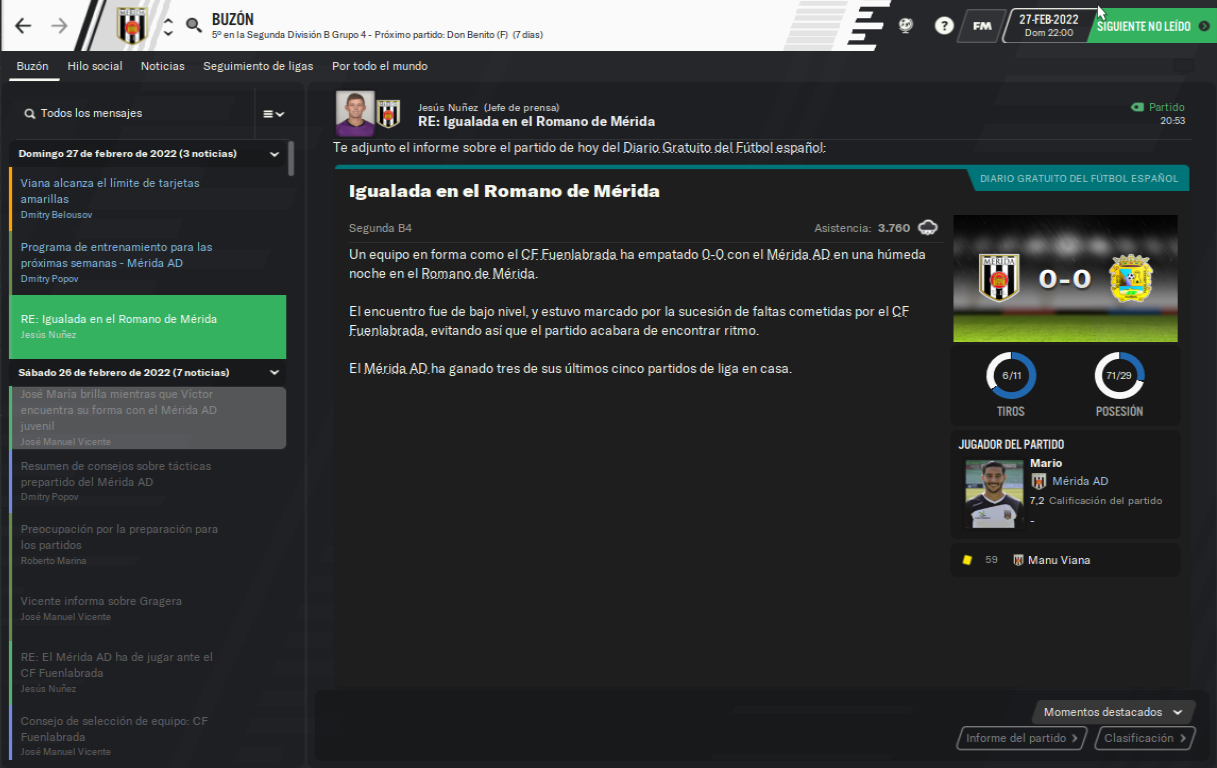 BUZÓN
5º en la Segunda División B Grupo 4 - Próximo partido: Don Benito (F) (7 dias)
?
FM
27-FEB-2022
Dom 22:00
SIGUIENTE NO LEÍDO
Buzón
Hilo social
Noticias
Seguimiento de ligas
Por todo el mundo
Todos los mensajes
Domingo 27 de febrero de 2022 (3 noticias)
Viana alcanza el límite de tarjetas
amarillas
Dmitry Belousov
Programa de entrenamiento para las
próximas semanas - Mérida AD
Dmitry Popov
RE: Igualada en el Romano de Mérida
Jesús Nuñez
Sábado 26 de febrero de 2022 (7 noticias)
José María brilla mientras que Víctor
encuentra su forma con el Mérida AD
juvenil
José Manuel Vicente
Resumen de consejos sobre tácticas
prepartido del Mérida AD
Dmitry Popov
Preocupación por la preparación para
los partidos
Roberto Marina
Vicente informa sobre Gragera
José Manuel Vicente
RE: El Mérida AD ha de jugar ante el
CF Fuenlabrada
Jesús Nuñez
Consejo de selección de equipo: CF
Fuenlabrada
José Manuel Vicente
Jesús Nuñez (Jefe de prensa)
RE: Igualada en el Romano de Mérida
Partido
20:53
Te adjunto el informe sobre el partido de hoy del Diario Gratuito del Fútbol español:
DIARIO GRATUITO DEL FÚTBOL ESPAÑOL
Igualada en el Romano de Mérida
Segunda B4
Asistencia: 3.760
Un equipo en forma como el CF Fuenlabrada ha empatado 0-0 con el Mérida AD en una húmeda
noche en el Romano de Mérida.
El encuentro fue de bajo nivel, y estuvo marcado por la sucesión de faltas cometidas por el CF
Fuenlabrada, evitando así que el partido acabara de encontrar ritmo.
El Mérida AD ha ganado tres de sus últimos cinco partidos de liga en casa.
MÉRIDA
0-0
6/11
TIROS
71/29
POSESIÓN
JUGADOR DEL PARTIDO
Mario
Mérida AD
7,2 Calificación del partido
-
59
Manu Viana
Momentos destacados
Informe del partido
Clasificación